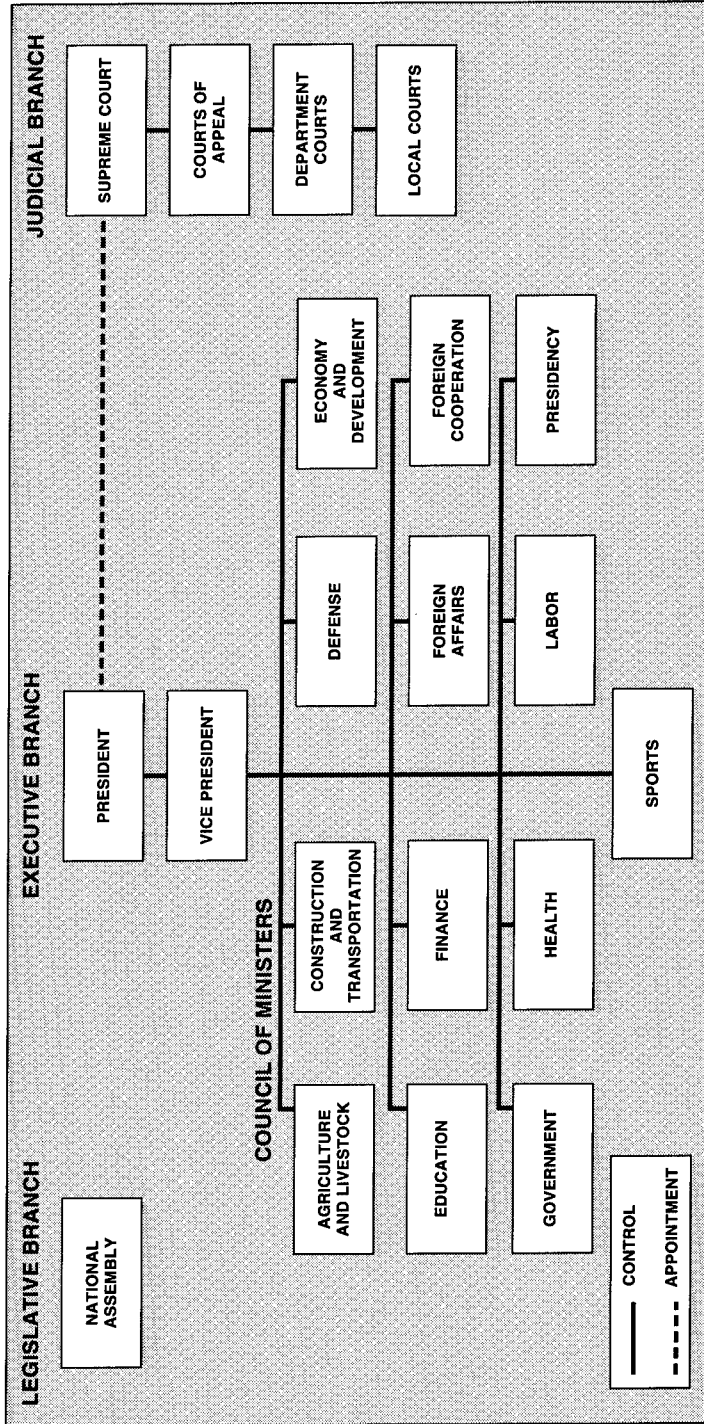 LEGISLATIVE BRANCH
NATIONAL
ASSEMBLY
EXECUTIVE BRANCH
PRESIDENT
VICE PRESIDENT
JUDICIAL BRANCH
SUPREME COURT
COURTS OF
APPEAL
DEPARTMENT
COURTS
LOCAL COURTS
COUNCIL OF MINISTERS
AGRICULTURE
AND LIVESTOCK
CONSTRUCTION
AND
TRANSPORTATION
DEFENSE
ECONOMY
AND
DEVELOPMENT
EDUCATION
FINANCE
FOREIGN
AFFAIRS
FOREIGN
COOPERATION
GOVERNMENT
HEALTH
LABOR
PRESIDENCY
SPORTS
CONTROL
APPOINTMENT